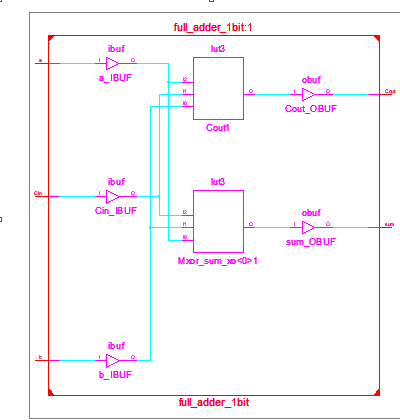 full_adder_1bit:1
ibuf
a
I
O
a_IBUF
lut3
I2
I1
I0
O
Cout1
obuf
I
O
Cout
Cout_OBUF
ibuf
Cin
I
O
Cin_IBUF
lut3
I2
I1
I0
O
Mxor_sum_xo<0>1
obuf
I
O
sum
sum_OBUF
ibuf
b
I
O
b_IBUF
full_adder_1bit